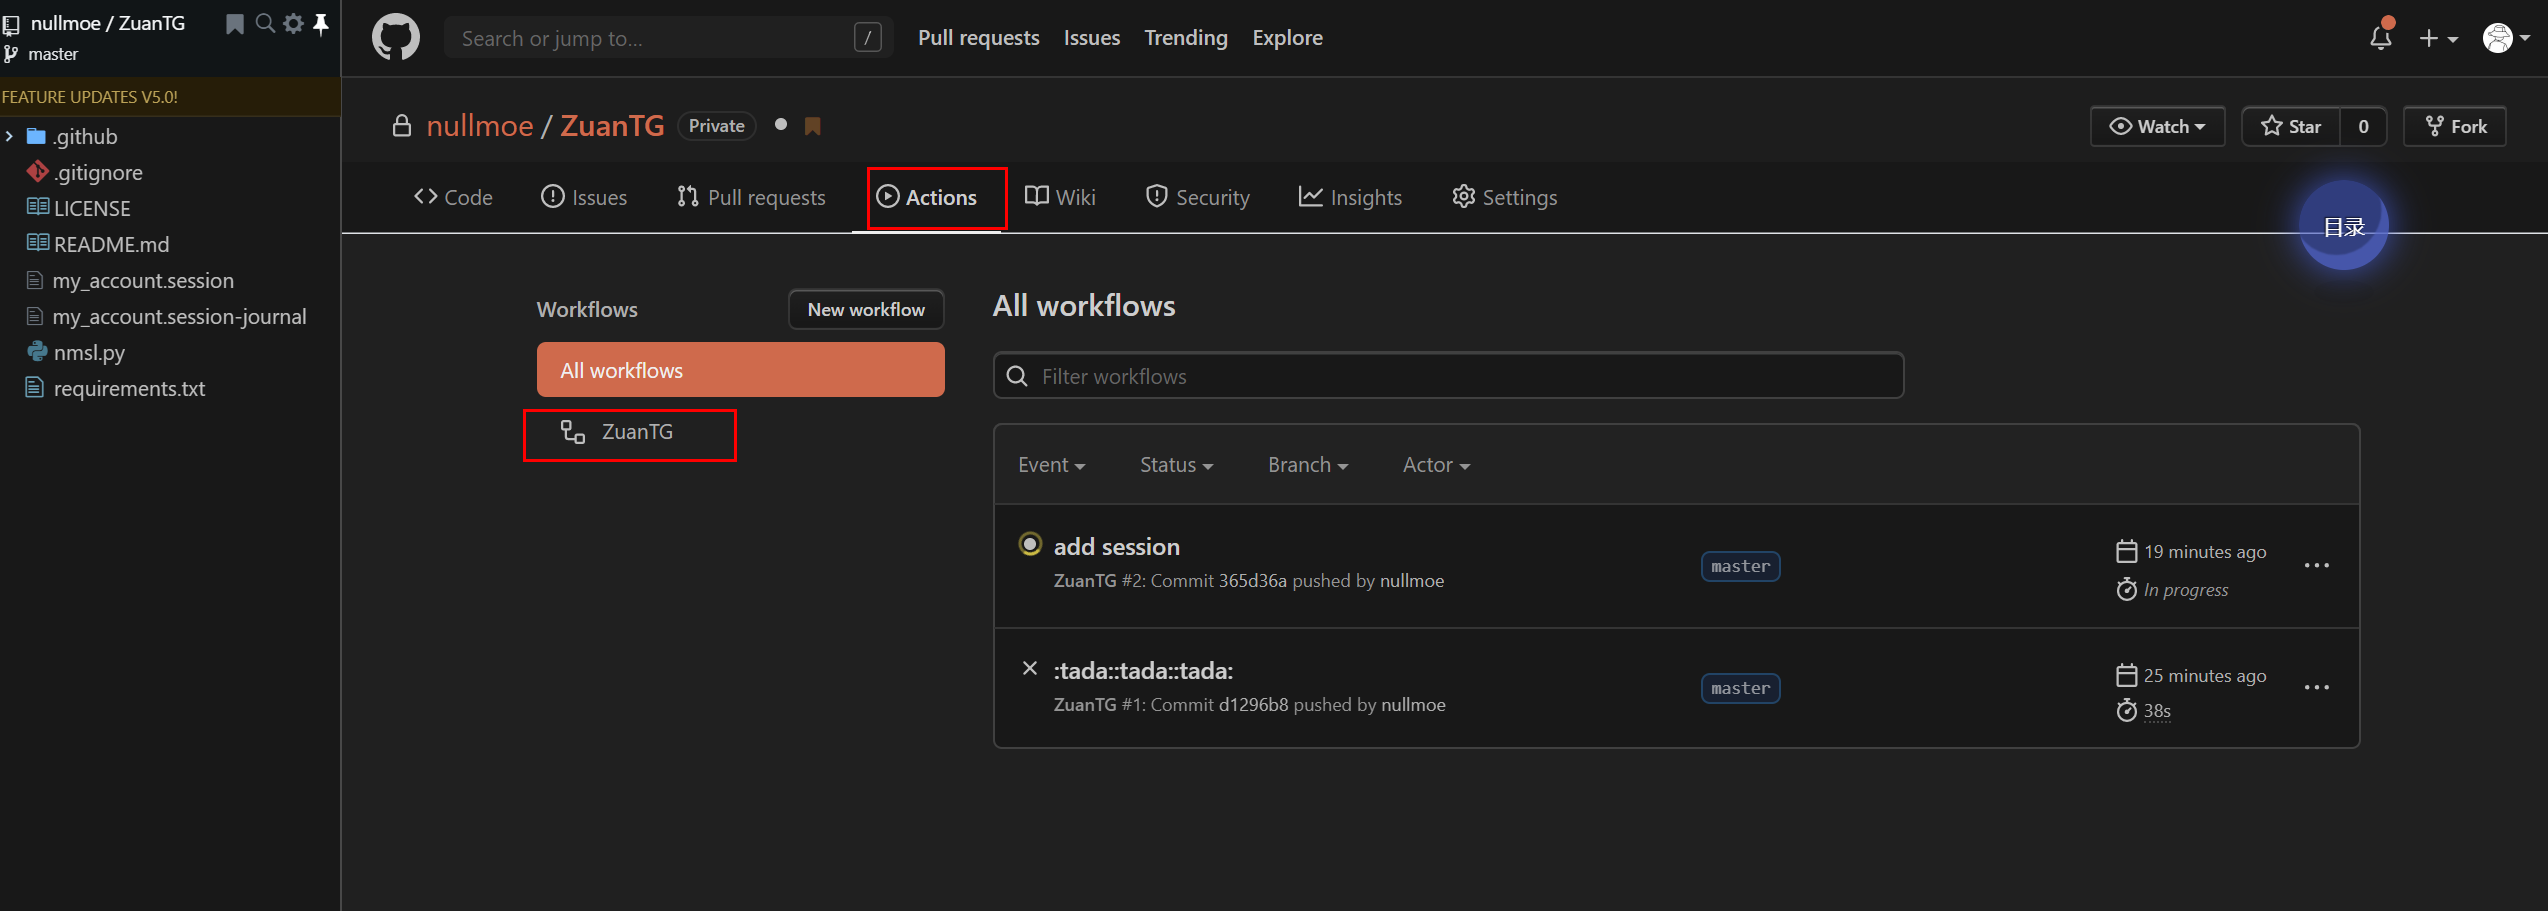 nullmoe / ZuanTG
master
FEATURE UPDATES V5.0!
.github
.gitignore
LICENSE
README.md
my_account.session
my_account.session-journal
nmsl.py
requirements.txt
Search or jump to...
/
Pull requests
Issues
Trending
Explore
nullmoe / ZuanTG
Private
Watch
Star
0
Fork
Code
Issues
Pull requests
Actions
Wiki
Security
Insights
Settings
目录
Workflows
New workflow
All workflows
ZuanTG
All workflows
Filter workflows
Event
Status
Branch
Actor
add session
ZuanTG #2: Commit 365d36a pushed by nullmoe
master
19 minutes ago
In progress
:tada::tada::tada:
ZuanTG #1: Commit d1296b8 pushed by nullmoe
master
25 minutes ago
38s